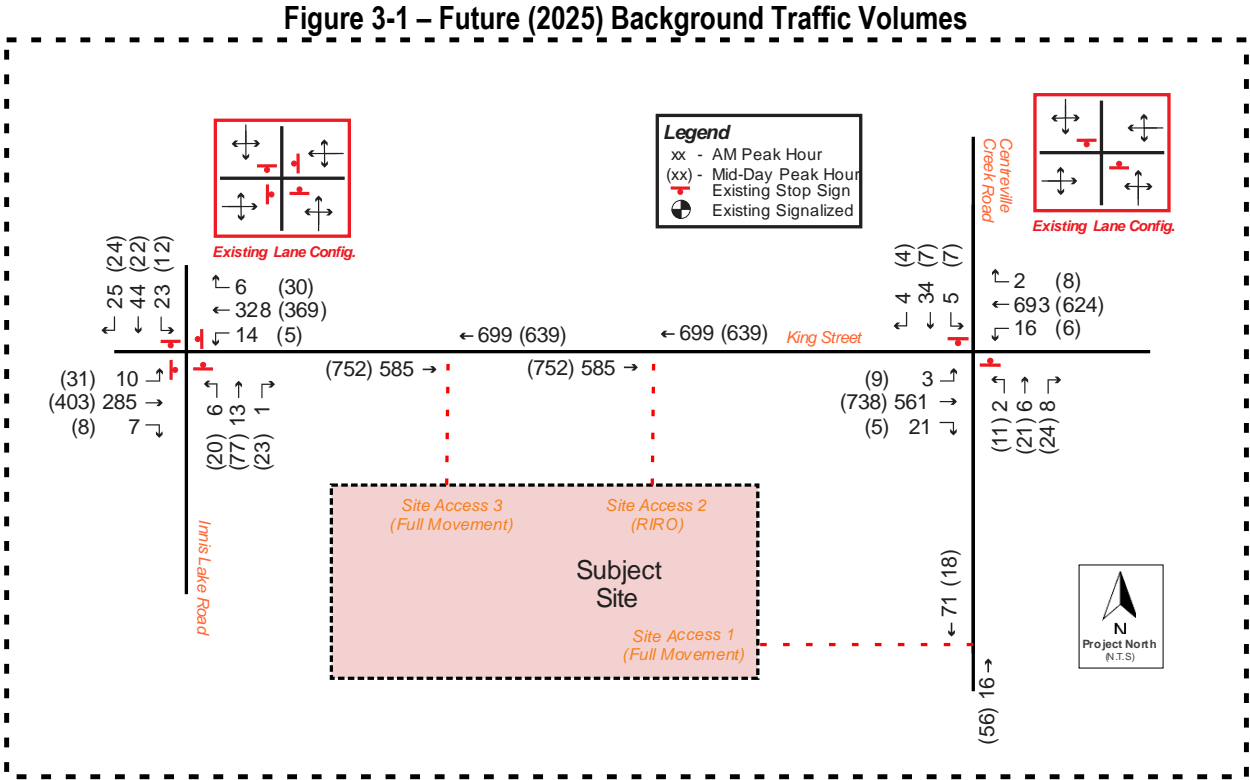 Figure 3-1 – Future (2025) Background Traffic Volumes
Existing Lane Config.
Legend
xx - AM Peak Hour
(xx) - Mid-Day Peak Hour
Existing Stop Sign
Existing Signalized
Centreville
Creek Road
Existing Lane Config.
25 (24)
44 (22)
23 (12)
6 (30)
328 (369)
14 (5)
699 (639)
699 (639)
King Street
4 (4)
34 (7)
5 (7)
2 (8)
693 (624)
16 (6)
(31) 10
(403) 285
(8) 7
(20) 6
(77) 13
(23) 1
(752) 585
(752) 585
(9) 3
(738) 561
(5) 21
(11) 2
(21) 6
(24) 8
Innis Lake Road
Site Access 3
(Full Movement)
Site Access 2
(RIRO)
Subject
Site
Site Access 1
(Full Movement)
71 (18)
(56) 16
N
Project North
(N.T.S)